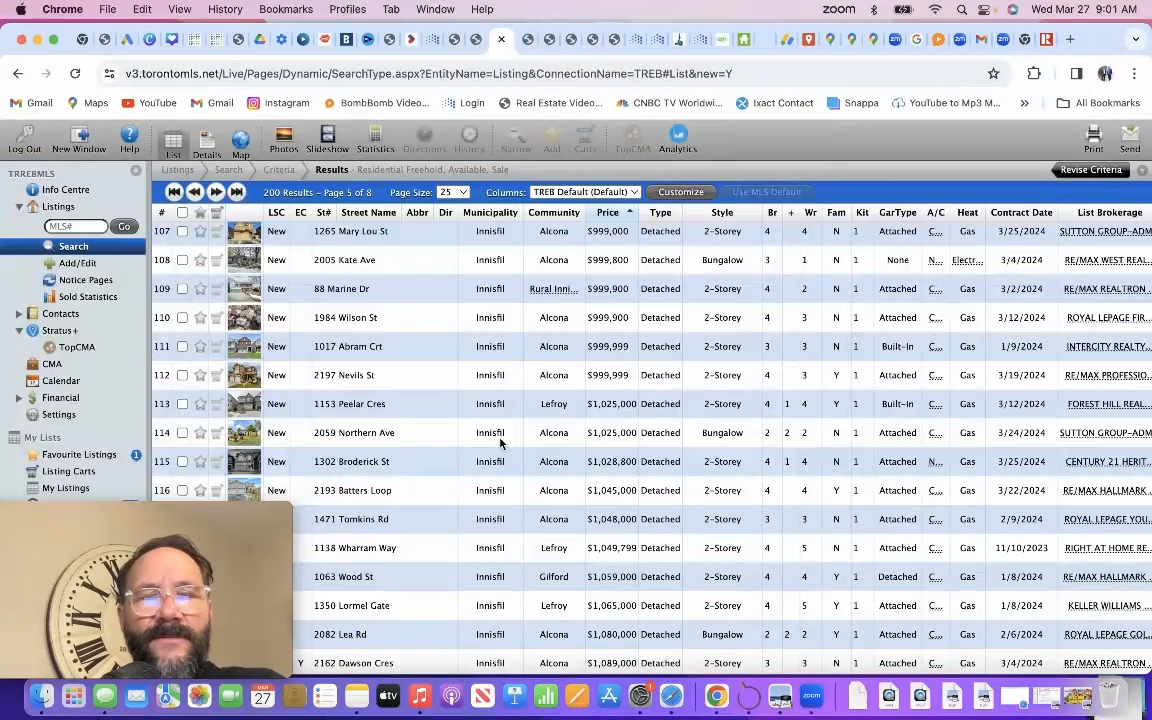 Chrome File Edit View History Bookmarks Profiles Tab Window Help zoom Wed Mar 27 9:01 AM
v3.torontomls.net/Live/Pages/Dynamic/SearchType.aspx?EntityName=Listing&ConnectionName=TREB#List&new=Y
Gmail Maps YouTube Gmail Instagram BombBomb Video... Real Estate Video... Login CNBC TV Worldwi... Ixact Contact Snappa YouTube to Mp3 M... » All Bookmarks
Log Out New Window Help List Details Map Photos Slideshow Statistics Directions History Narrow Add Carts TopCMA Analytics Print Send
TRREBMLS Listings Search Criteria Results - Residential Freehold, Available, Sale Revise Criteria
Info Centre
Listings
MLS# Go
Search
Add/Edit
Notice Pages
Sold Statistics
Contacts
Stratus+
TopCMA
CMA
Calendar
Financial
Settings
My Lists
Favourite Listings 1
Listing Carts
My Listings
200 Results - Page 5 of 8 Page Size: 25 Columns: TREB Default (Default) Customize Use MLS Default
# LSC EC St# Street Name Abbr Dir Municipality Community Price Type Style Br + Wr Fam Kit GarType A/C Heat Contract Date List Brokerage
107 New 1265 Mary Lou St Innisfil Alcona $999,000 Detached 2-Storey 4 4 N 1 Attached C... Gas 3/25/2024 SUTTON GROUP-ADM
108 New 2005 Kate Ave Innisfil Alcona $999,800 Detached Bungalow 3 1 N 1 None N... Electr... 3/4/2024 RE/MAX WEST REAL...
109 New 88 Marine Dr Innisfil Rural Inni... $999,900 Detached 2-Storey 4 2 N 1 Attached C... Gas 3/2/2024 RE/MAX REALTRON ...
110 New 1984 Wilson St Innisfil Alcona $999,900 Detached 2-Storey 4 3 N 1 Attached C... Gas 3/12/2024 ROYAL LEPAGE FIR...
111 New 1017 Abram Crt Innisfil Alcona $999,999 Detached 2-Storey 3 3 N 1 Built-In C... Gas 1/9/2024 INTERCITY REALTY...
112 New 2197 Nevils St Innisfil Alcona $999,999 Detached 2-Storey 4 3 Y 1 Attached C... Gas 3/19/2024 RE/MAX PROFESSIO...
113 New 1153 Peelar Cres Innisfil Lefroy $1,025,000 Detached 2-Storey 4 1 4 Y 1 Built-In C... Gas 3/12/2024 FOREST HILL REAL...
114 New 2059 Northern Ave Innisfil Alcona $1,025,000 Detached Bungalow 2 2 2 N 1 Attached C... Gas 3/24/2024 SUTTON GROUP-ADM
115 New 1302 Broderick St Innisfil Alcona $1,028,800 Detached 2-Storey 4 1 4 N 1 Attached N... Gas 3/25/2024 CENTURY 21 HERIT...
116 New 2193 Batters Loop Innisfil Alcona $1,045,000 Detached 2-Storey 4 4 Y 1 Attached C... Gas 3/22/2024 RE/MAX HALLMARK ...
1471 Tomkins Rd Innisfil Alcona $1,048,000 Detached 2-Storey 3 3 N 1 Attached C... Gas 2/9/2024 ROYAL LEPAGE YOU...
1138 Wharram Way Innisfil Lefroy $1,049,799 Detached 2-Storey 4 5 N 1 Attached C... Gas 11/10/2023 RIGHT AT HOME RE...
1063 Wood St Innisfil Gilford $1,059,000 Detached 2-Storey 4 4 Y 1 Detached C... Gas 1/8/2024 RE/MAX HALLMARK ...
1350 Lormel Gate Innisfil Lefroy $1,065,000 Detached 2-Storey 4 5 Y 1 Attached C... Gas 1/8/2024 KELLER WILLIAMS ...
2082 Lea Rd Innisfil Alcona $1,080,000 Detached Bungalow 2 2 3 Y 1 Attached C... Gas 2/6/2024 ROYAL LEPAGE GOL...
Y 2162 Dawson Cres Innisfil Alcona $1,089,000 Detached 2-Storey 3 3 N 1 Attached C... Gas 3/4/2024 RE/MAX REALTRON ...